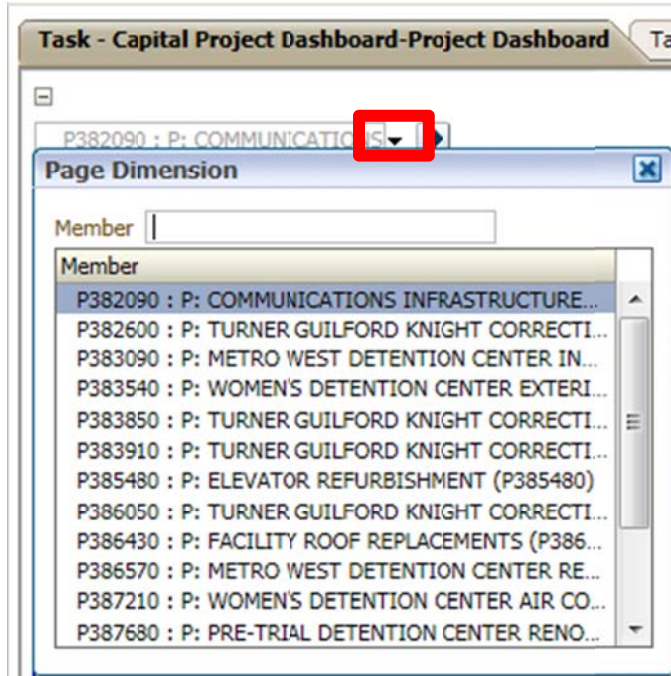 Task - Capital Project Dashboard-Project Dashboard Ta
P382090 : P: COMMUNICATIONS
Page Dimension
Member
Member
P382090 : P: COMMUNICATIONS INFRASTRUCTURE...
P382600 : P: TURNER GUILFORD KNIGHT CORRECTI...
P383090 : P: METRO WEST DETENTION CENTER IN...
P383540 : P: WOMEN'S DETENTION CENTER EXTERI...
P383850 : P: TURNER GUILFORD KNIGHT CORRECTI...
P383910 : P: TURNER GUILFORD KNIGHT CORRECTI...
P385480 : P: ELEVATOR REFURBISHMENT (P385480)
P386050 : P: TURNER GUILFORD KNIGHT CORRECTI...
P386430 : P: FACILITY ROOF REPLACEMENTS (P386...
P386570 : P: METRO WEST DETENTION CENTER RE...
P387210 : P: WOMEN'S DETENTION CENTER AIR CO...
P387680 : P: PRE-TRIAL DETENTION CENTER RENO...